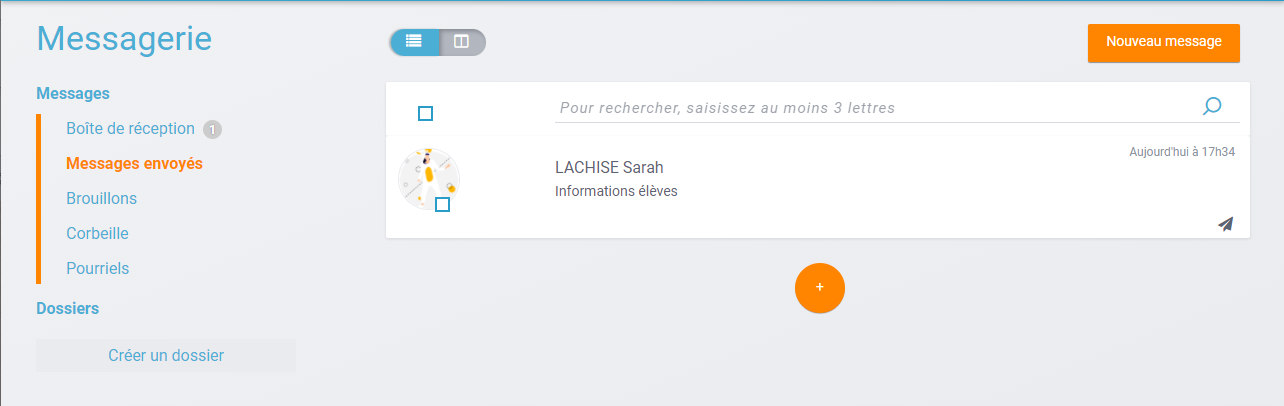 Messagerie
Nouveau message
Messages
Boîte de réception 1
Messages envoyés
Brouillons
Corbeille
Pourriels
Dossiers
Créer un dossier
Pour rechercher, saisissez au moins 3 lettres
Aujourd'hui à 17h34
LACHISE Sarah
Informations élèves
+